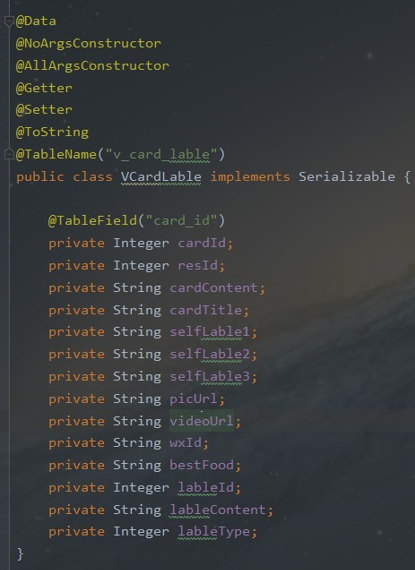 @Data
@NoArgsConstructor
@AllArgsConstructor
@Getter
@Setter
@ToString
@TableName("v_card_lable")
public class VCardLable implements Serializable {
@TableField("card_id")
private Integer cardId;
private Integer resId;
private String cardContent;
private String cardTitle;
private String selfLable1;
private String selfLable2;
private String selfLable3;
private String picUrl;
private String videoUrl;
private String wxId;
private String bestFood;
private Integer lableId;
private String lableContent;
private Integer lableType;
}